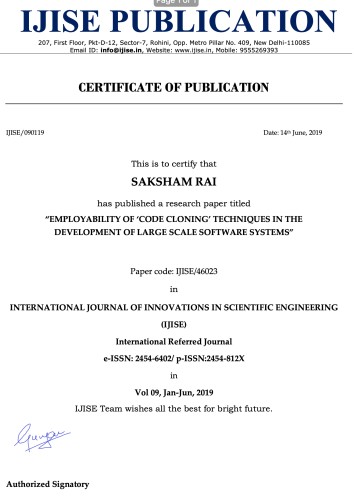 Page 1 of 1
IJISE PUBLICATION
207, First Floor, Pkt-D-12, Sector-7, Rohini, Opp. Metro Pillar No. 409, New Delhi-110085
Email ID: info@ijise.in, Website: www.ijise.in, Mobile: 9555269393
CERTIFICATE OF PUBLICATION
IJISE/090119
Date: 14th June, 2019
This is to certify that
SAKSHAM RAI
has published a research paper titled
“EMPLOYABILITY OF ‘CODE CLONING’ TECHNIQUES IN THE
DEVELOPMENT OF LARGE SCALE SOFTWARE SYSTEMS”
Paper code: IJISE/46023
in
INTERNATIONAL JOURNAL OF INNOVATIONS IN SCIENTIFIC ENGINEERING
(IJISE)
International Referred Journal
e-ISSN: 2454-6402/ p-ISSN:2454-812X
in
Vol 09, Jan-Jun, 2019
IJISE Team wishes all the best for bright future.
Authorized Signatory